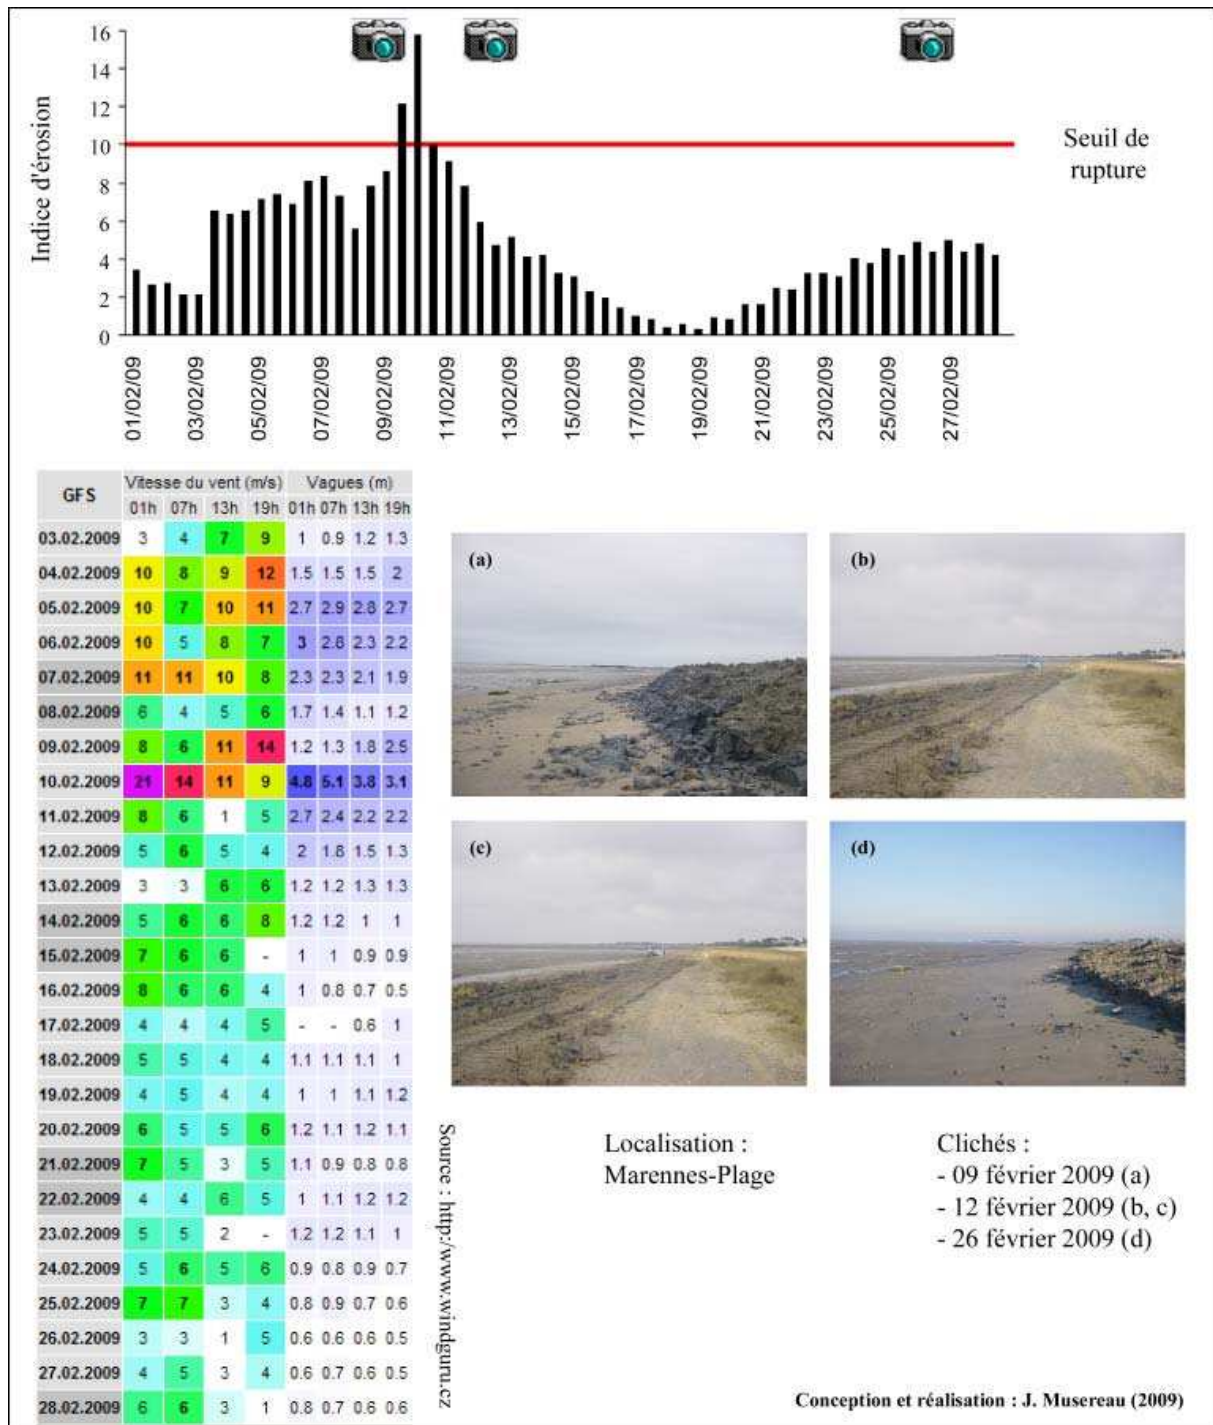 16
14
12
10
8
6
4
2
0
Indice d'érosion
Seuil de
rupture
01/02/09
03/02/09
05/02/09
07/02/09
09/02/09
11/02/09
13/02/09
15/02/09
17/02/09
19/02/09
21/02/09
23/02/09
25/02/09
27/02/09
GFS Vitesse du vent (m/s) Vagues (m)
01h 07h 13h 19h 01h 07h 13h 19h
03.02.2009 3 4 7 9 1 0.9 1.2 1.3
04.02.2009 10 8 9 12 1.5 1.5 1.5 2
05.02.2009 10 7 10 11 2.7 2.9 2.8 2.7
06.02.2009 10 5 8 7 3 2.6 2.3 2.2
07.02.2009 11 11 10 8 2.3 2.3 2.1 1.9
08.02.2009 6 4 5 6 1.7 1.4 1.1 1.2
09.02.2009 8 6 11 14 1.2 1.3 1.8 2.5
10.02.2009 21 14 11 9 4.8 5.1 3.8 3.1
11.02.2009 8 6 1 5 2.7 2.4 2.2 2.2
12.02.2009 5 6 5 4 2 1.8 1.5 1.3
13.02.2009 3 3 6 6 1.2 1.2 1.3 1.3
14.02.2009 5 6 6 8 1.2 1.2 1 1
15.02.2009 7 6 6 - 1 1 0.9 0.9
16.02.2009 8 6 6 4 1 0.8 0.7 0.5
17.02.2009 4 4 4 5 - - 0.6 1
18.02.2009 5 5 4 4 1.1 1.1 1.1 1
19.02.2009 4 5 4 4 1 1 1.1 1.2
20.02.2009 6 5 5 6 1.2 1.1 1.2 1.1
21.02.2009 7 5 3 5 1.1 0.9 0.8 0.8
22.02.2009 4 4 6 5 1 1.1 1.2 1.2
23.02.2009 5 5 2 - 1.2 1.2 1.1 1
24.02.2009 5 6 5 6 0.9 0.8 0.9 0.7
25.02.2009 7 7 3 4 0.8 0.9 0.7 0.6
26.02.2009 3 3 1 5 0.6 0.6 0.6 0.5
27.02.2009 4 5 3 4 0.6 0.7 0.6 0.5
28.02.2009 6 6 3 1 0.8 0.7 0.6 0.6
Source : http:/www.windguru.cz
(a)
(b)
(c)
(d)
Localisation :
Marennes-Plage
Clichés :
- 09 février 2009 (a)
- 12 février 2009 (b, c)
- 26 février 2009 (d)
Conception et réalisation : J. Musereau (2009)